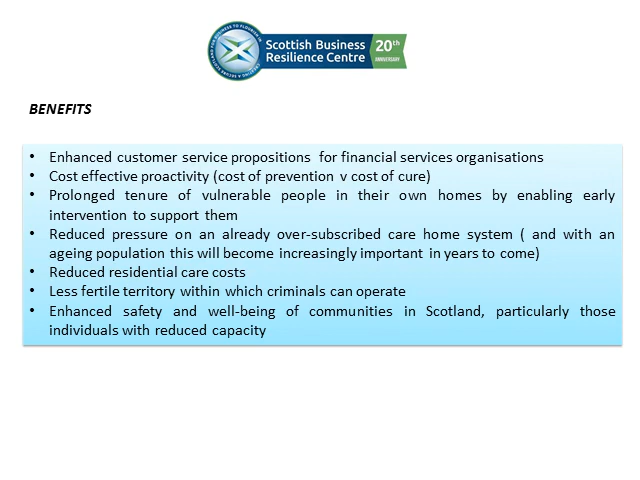 Scottish Business
Resilience Centre
20th
ANNIVERSARY
BENEFITS
• Enhanced customer service propositions for financial services organisations
• Cost effective proactivity (cost of prevention v cost of cure)
• Prolonged tenure of vulnerable people in their own homes by enabling early
intervention to support them
• Reduced pressure on an already over-subscribed care home system ( and with an
ageing population this will become increasingly important in years to come)
• Reduced residential care costs
• Less fertile territory within which criminals can operate
• Enhanced safety and well-being of communities in Scotland, particularly those
individuals with reduced capacity